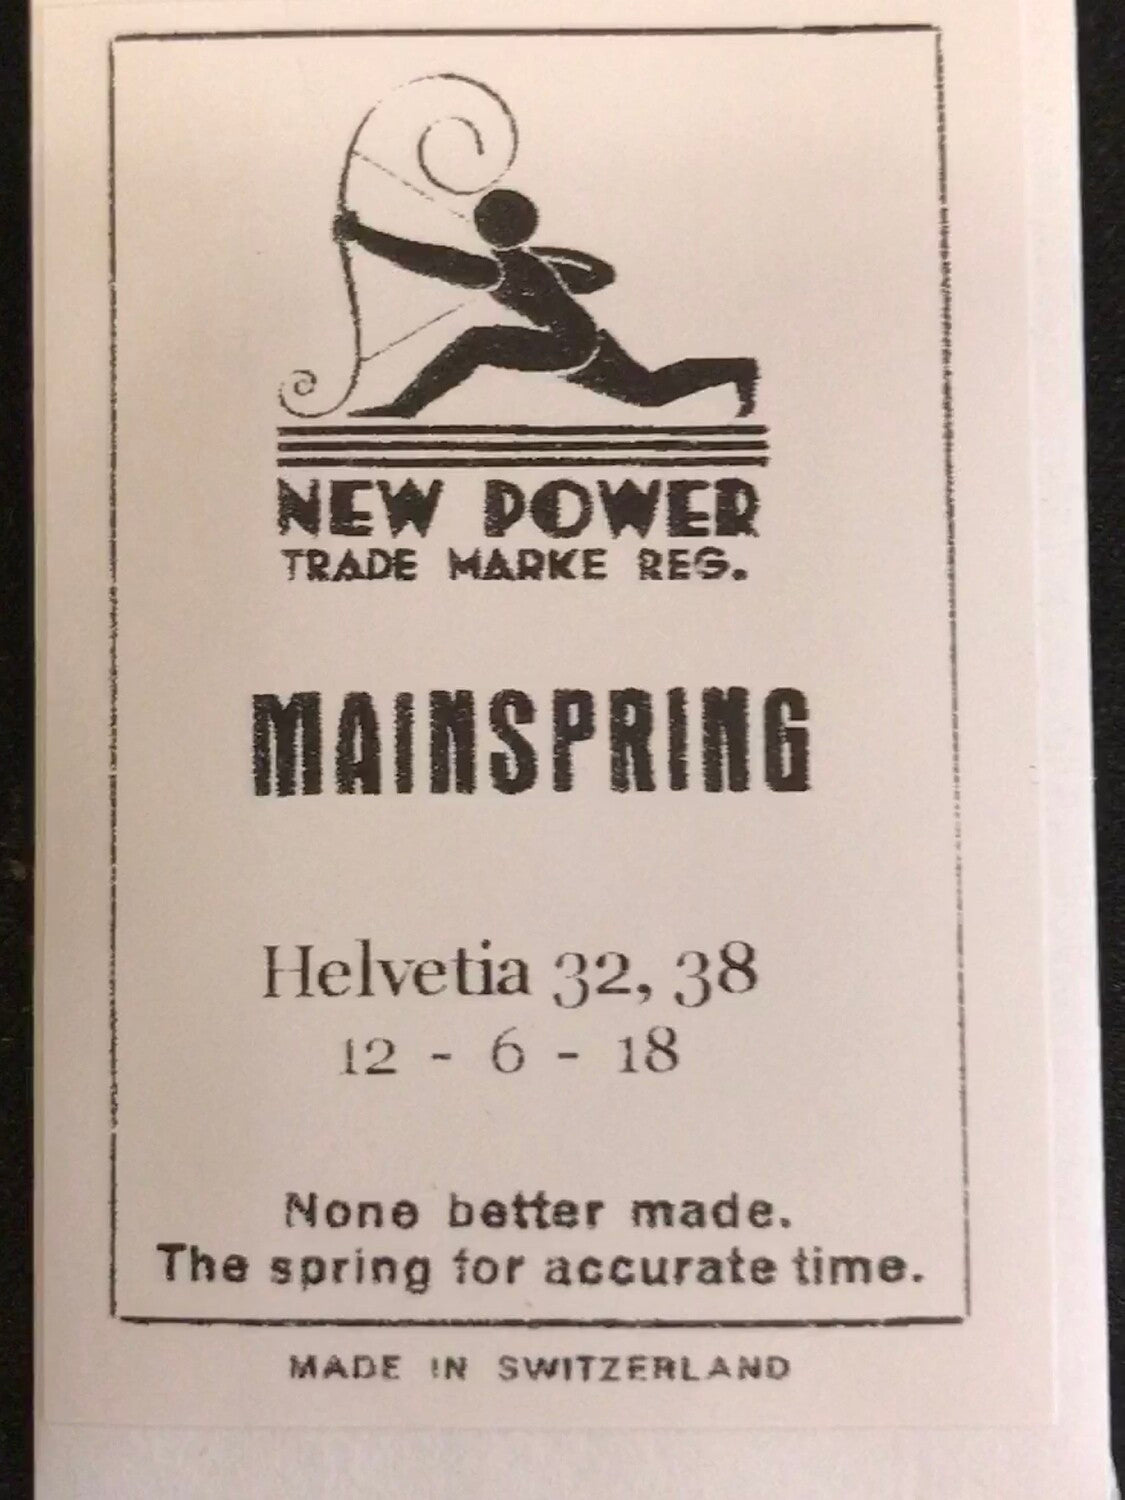 NEW POWER
TRADE MARKE REG.
MAINSPRING
Helvetia 32, 38
12 - 6 - 18
None better made.
The spring for accurate time.
MADE IN SWITZERLAND